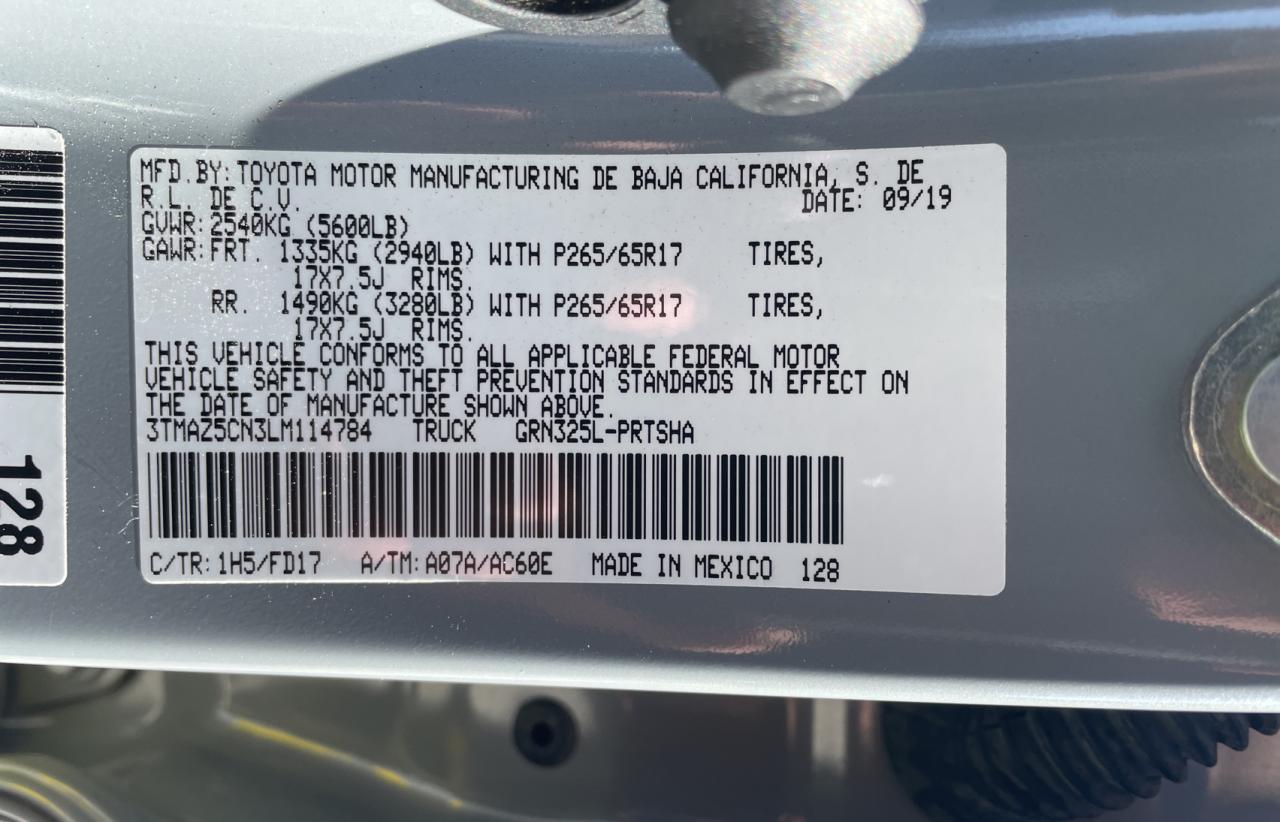 MFD.BY:TOYOTA MOTOR MANUFACTURING DE BAJA CALIFORNIA, S. DE
R.L. DE C.V. DATE: 09/19
GVWR:2540KG (5600LB)
GAWR:FRT. 1335KG (2940LB) WITH P265/65R17 TIRES,
17X7.5J RIMS.
RR. 1490KG (3280LB) WITH P265/65R17 TIRES,
17X7.5J RIMS.
THIS VEHICLE CONFORMS TO ALL APPLICABLE FEDERAL MOTOR
VEHICLE SAFETY AND THEFT PREVENTION STANDARDS IN EFFECT ON
THE DATE OF MANUFACTURE SHOWN ABOVE.
3TMAZ5CN3LM114784 TRUCK GRN325L-PRTSHA
C/TR:1H5/FD17 A/TM:A07A/AC60E MADE IN MEXICO 128
128